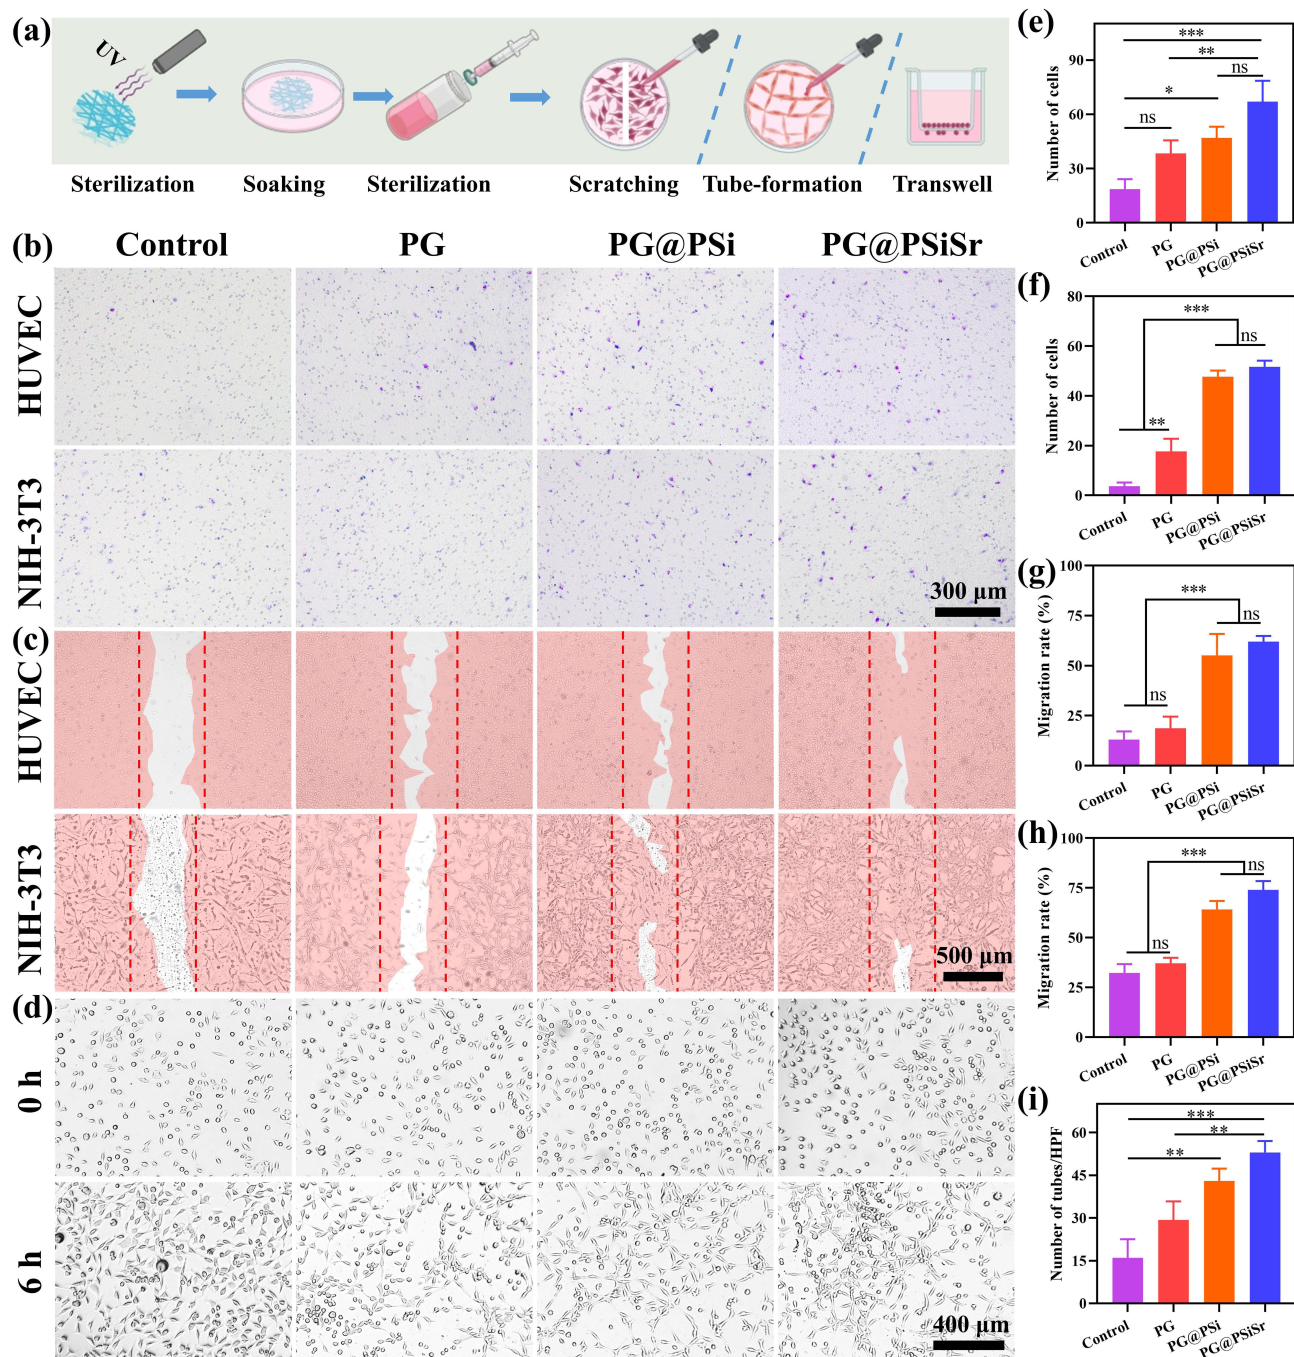 (a)
UV
Sterilization
Soaking
Sterilization
Scratching
Tube-formation
Transwell
(b)
Control
PG
PG@PSi
PG@PSiSr
HUVEC
NIH-3T3
300 µm
(c)
HUVEC
NIH-3T3
500 µm
(d)
0 h
6 h
400 µm
(e)
Number of cells
90
60
30
0
***
**
ns
*
ns
Control
PG
PG@PSi
PG@PSiSr
(f)
Number of cells
80
60
40
20
0
***
ns
**
Control
PG
PG@PSi
PG@PSiSr
(g)
Migration rate (%)
100
75
50
25
0
***
ns
ns
Control
PG
PG@PSi
PG@PSiSr
(h)
Migration rate (%)
100
75
50
25
0
***
ns
ns
Control
PG
PG@PSi
PG@PSiSr
(i)
Number of tubes/HPF
60
45
30
15
0
***
**
**
Control
PG
PG@PSi
PG@PSiSr